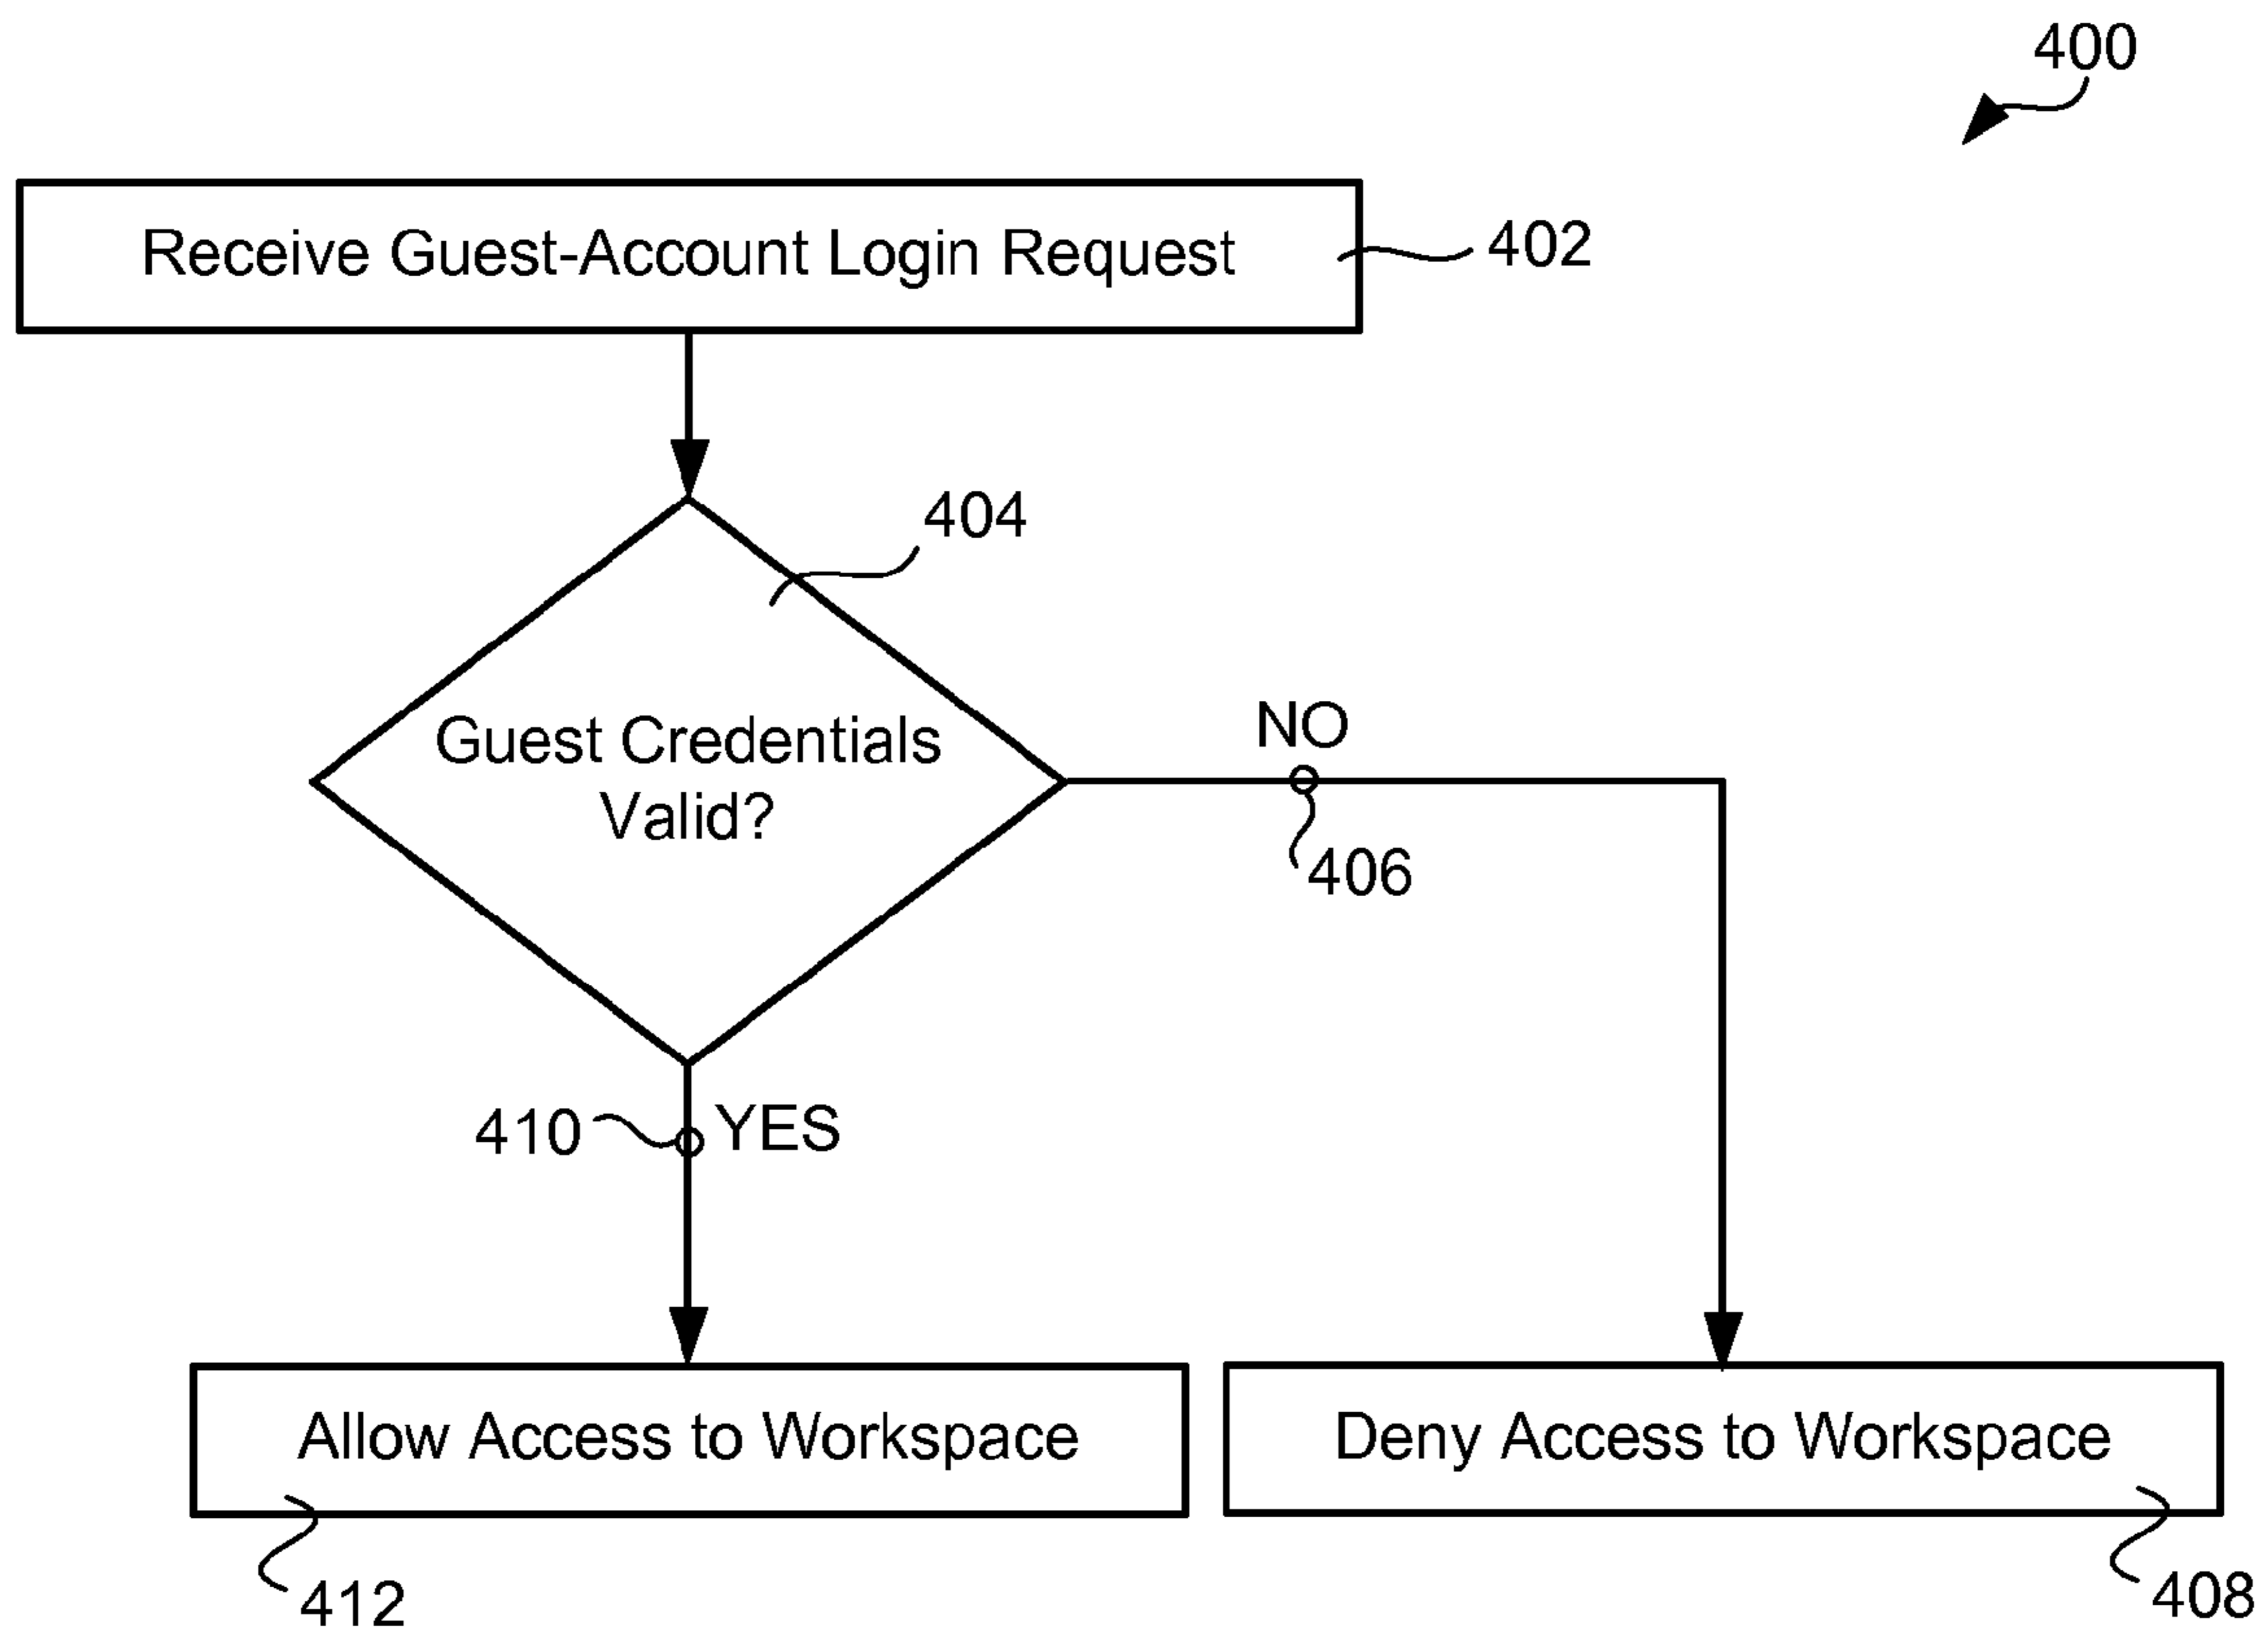 400
Receive Guest-Account Login Request
402
404
Guest Credentials
Valid?
NO
406
410
YES
Allow Access to Workspace
Deny Access to Workspace
412
408